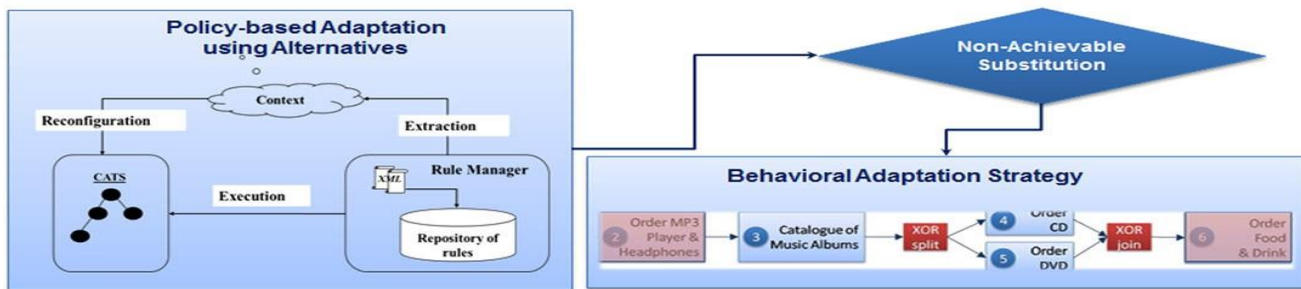 Policy-based Adaptation
using Alternatives
Context
Reconfiguration
Extraction
CATS
Execution
XML
Rule Manager
Repository of
rules
Non-Achievable
Substitution
Behavioral Adaptation Strategy
2
Order MP3
Player &
Headphones
3
Catalogue of
Music Albums
XOR
split
4
Order
CD
5
Order
DVD
XOR
join
6
Order
Food
& Drink